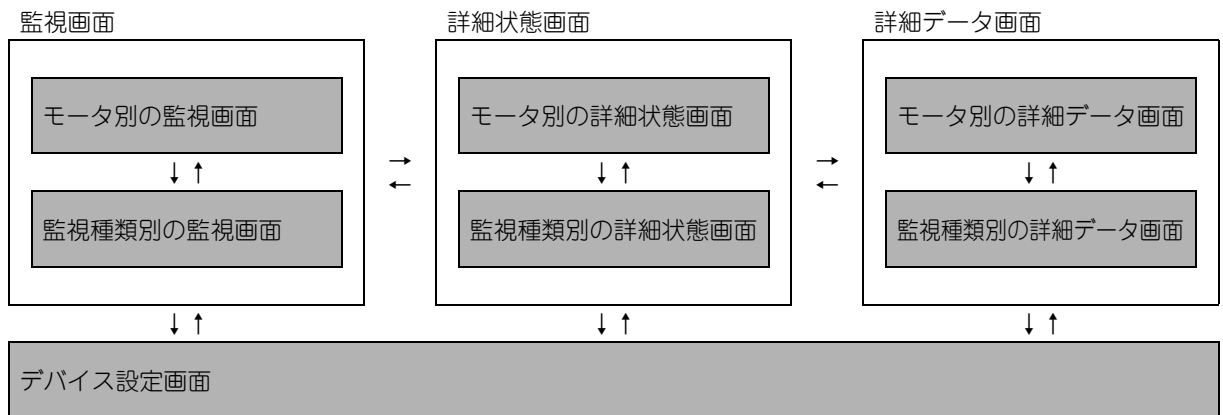 監視画面
モータ別の監視画面
↓ ↑
監視種類別の監視画面
→
←
詳細状態画面
モータ別の詳細状態画面
↓ ↑
監視種類別の詳細状態画面
→
←
詳細データ画面
モータ別の詳細データ画面
↓ ↑
監視種類別の詳細データ画面
↓ ↑
↓ ↑
↓ ↑
デバイス設定画面